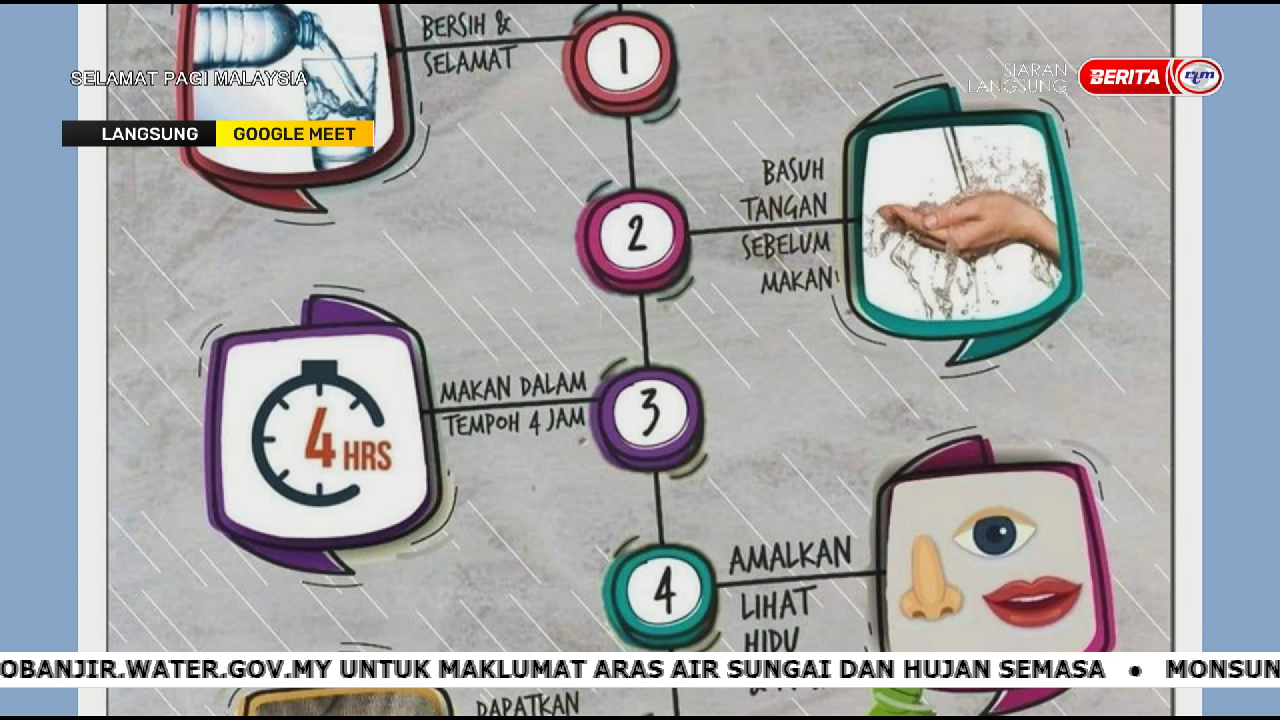 BERSIH &
SELAMAT
1
SELAMAT PAGI MALAYSIA
SIARAN
LANGSUNG
BERITA rtm
LANGSUNG GOOGLE MEET
2
BASUH
TANGAN
SEBELUM
MAKAN
3
MAKAN DALAM
TEMPOH 4 JAM
4
HRS
4
AMALKAN
LIHAT
HIDU
OBANJIR.WATER.GOV.MY UNTUK MAKLUMAT ARAS AIR SUNGAI DAN HUJAN SEMASA • MONSUN
DAPATKAN